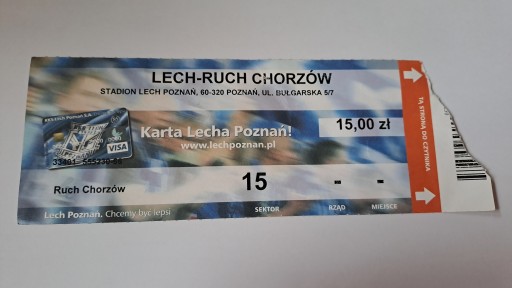 LECH-RUCH CHORZÓW
STADION LECH POZNAŃ, 60-320 POZNAŃ, UL. BUŁGARSKA 5/7
VISA
Karta Lecha Poznań!
www.lechpoznan.pl
15,00 zł
Ruch Chorzów
15 - -
Lech Poznań. Chcemy być lepsi
SEKTOR RZĄD MIEJSCE
TĄ STRONĄ DO CZYTNIKA